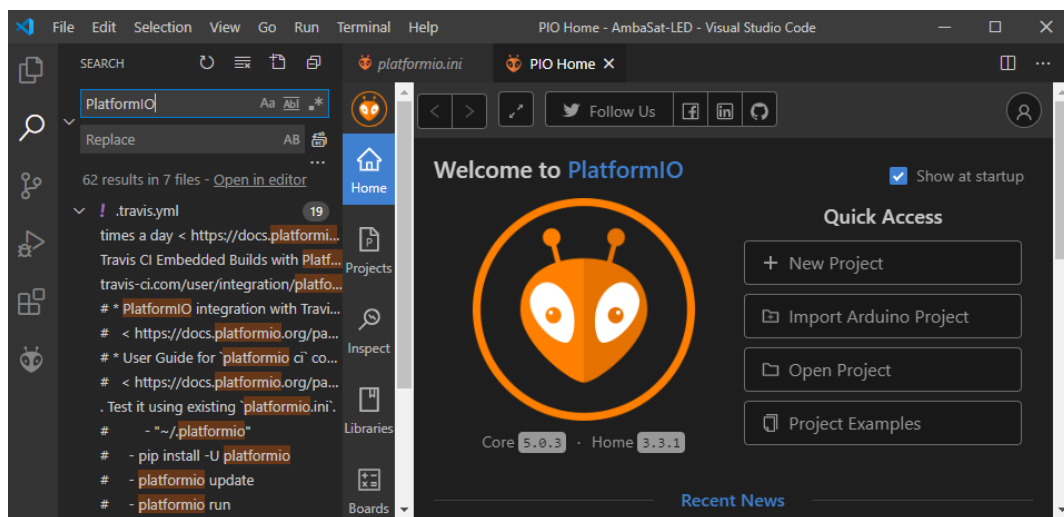 File Edit Selection View Go Run Terminal Help PIO Home - AmbaSat-LED - Visual Studio Code
SEARCH
platformio.ini
PIO Home
PlatformIO
Aa Abl .*
Replace
AB
62 results in 7 files - Open in editor
! .travis.yml
19
times a day < https://docs.platformi...
Travis CI Embedded Builds with Platf...
travis-ci.com/user/integration/platfo...
# * PlatformIO integration with Travi...
# < https://docs.platformio.org/pa...
# * User Guide for `platformio ci` co...
# < https://docs.platformio.org/pa...
. Test it using existing `platformio.ini`.
# - "~/.platformio"
# - pip install -U platformio
# - platformio update
# - platformio run
Home
Projects
Inspect
Libraries
Boards
< >
Follow Us
Welcome to PlatformIO
Show at startup
Core 5.0.3 · Home 3.3.1
Quick Access
+ New Project
Import Arduino Project
Open Project
Project Examples
Recent News